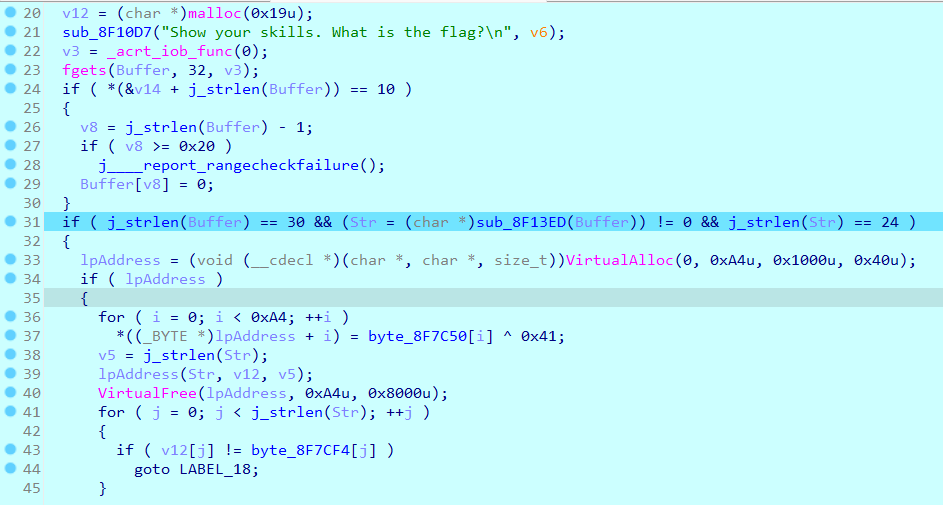 20 v12 = (char *)malloc(0x19u);
21 sub_8F10D7("Show your skills. What is the flag?\n", v6);
22 v3 = _acrt_iob_func(0);
23 fgets(Buffer, 32, v3);
24 if ( *(&v14 + j_strlen(Buffer)) == 10 )
25 {
26 v8 = j_strlen(Buffer) - 1;
27 if ( v8 >= 0x20 )
28 j____report_rangecheckfailure();
29 Buffer[v8] = 0;
30 }
31 if ( j_strlen(Buffer) == 30 && (Str = (char *)sub_8F13ED(Buffer)) != 0 && j_strlen(Str) == 24 )
32 {
33 lpAddress = (void (__cdecl *)(char *, char *, size_t))VirtualAlloc(0, 0xA4u, 0x1000u, 0x40u);
34 if ( lpAddress )
35 {
36 for ( i = 0; i < 0xA4; ++i )
37 *((_BYTE *)lpAddress + i) = byte_8F7C50[i] ^ 0x41;
38 v5 = j_strlen(Str);
39 lpAddress(Str, v12, v5);
40 VirtualFree(lpAddress, 0xA4u, 0x8000u);
41 for ( j = 0; j < j_strlen(Str); ++j )
42 {
43 if ( v12[j] != byte_8F7CF4[j] )
44 goto LABEL_18;
45 }